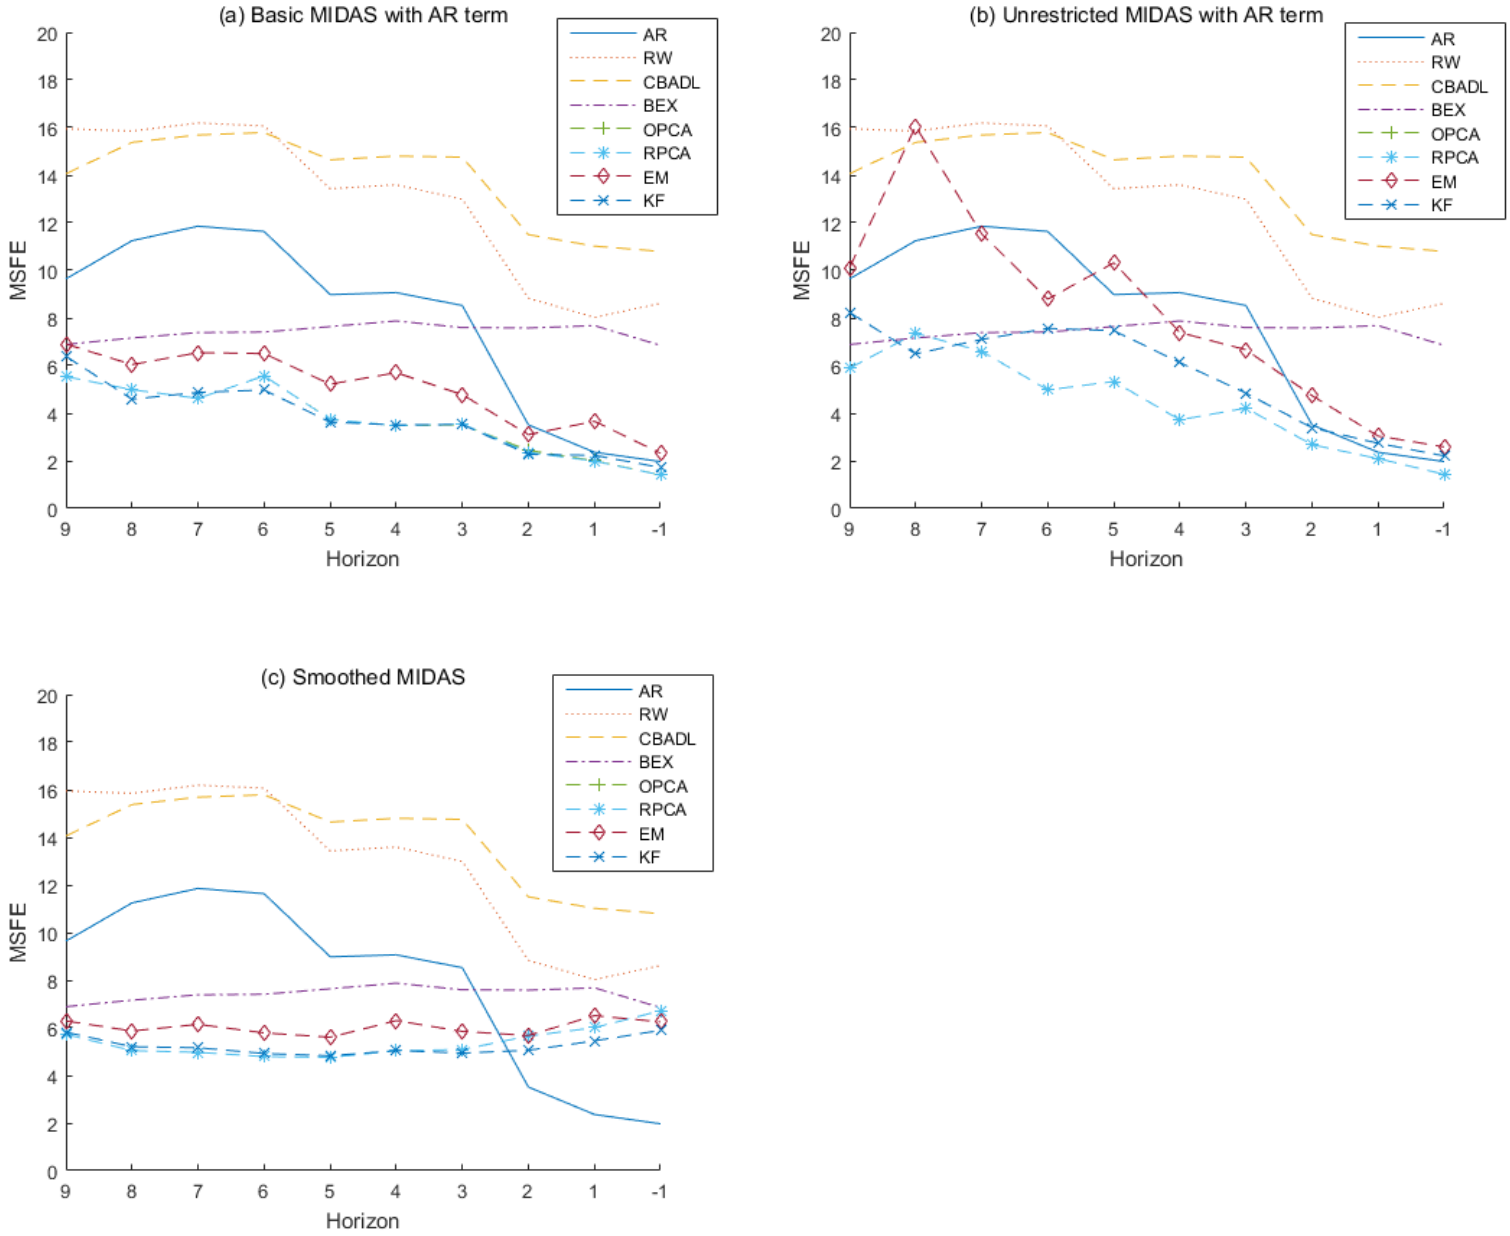 (a) Basic MIDAS with AR term
20
18
16
14
12
10
8
6
4
2
0
MSFE
9 8 7 6 5 4 3 2 1 -1
Horizon
AR
RW
CBADL
BEX
OPCA
RPCA
EM
KF
(b) Unrestricted MIDAS with AR term
20
18
16
14
12
10
8
6
4
2
0
MSFE
9 8 7 6 5 4 3 2 1 -1
Horizon
AR
RW
CBADL
BEX
OPCA
RPCA
EM
KF
(c) Smoothed MIDAS
20
18
16
14
12
10
8
6
4
2
0
MSFE
9 8 7 6 5 4 3 2 1 -1
Horizon
AR
RW
CBADL
BEX
OPCA
RPCA
EM
KF